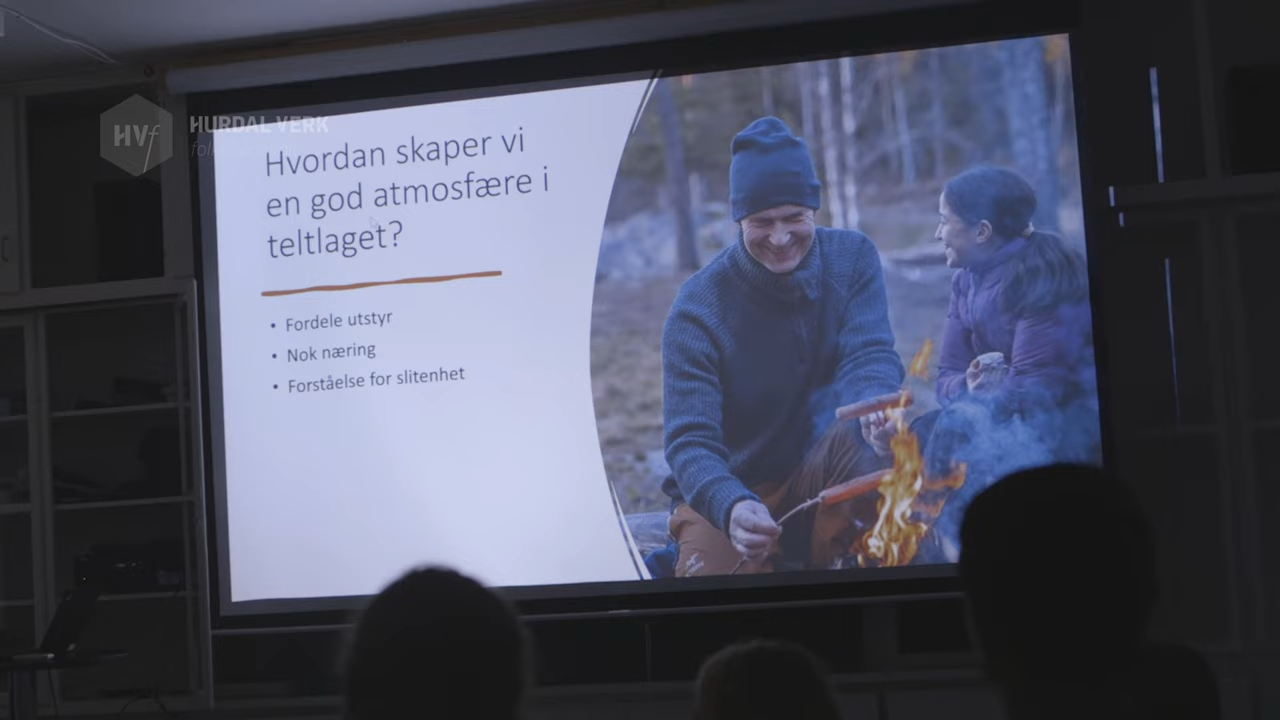 HVf
HURDAL VERK
Hvordan skaper vi
en god atmosfære i
teltlaget?
• Fordele utstyr
• Nok næring
• Forståelse for slitenhet